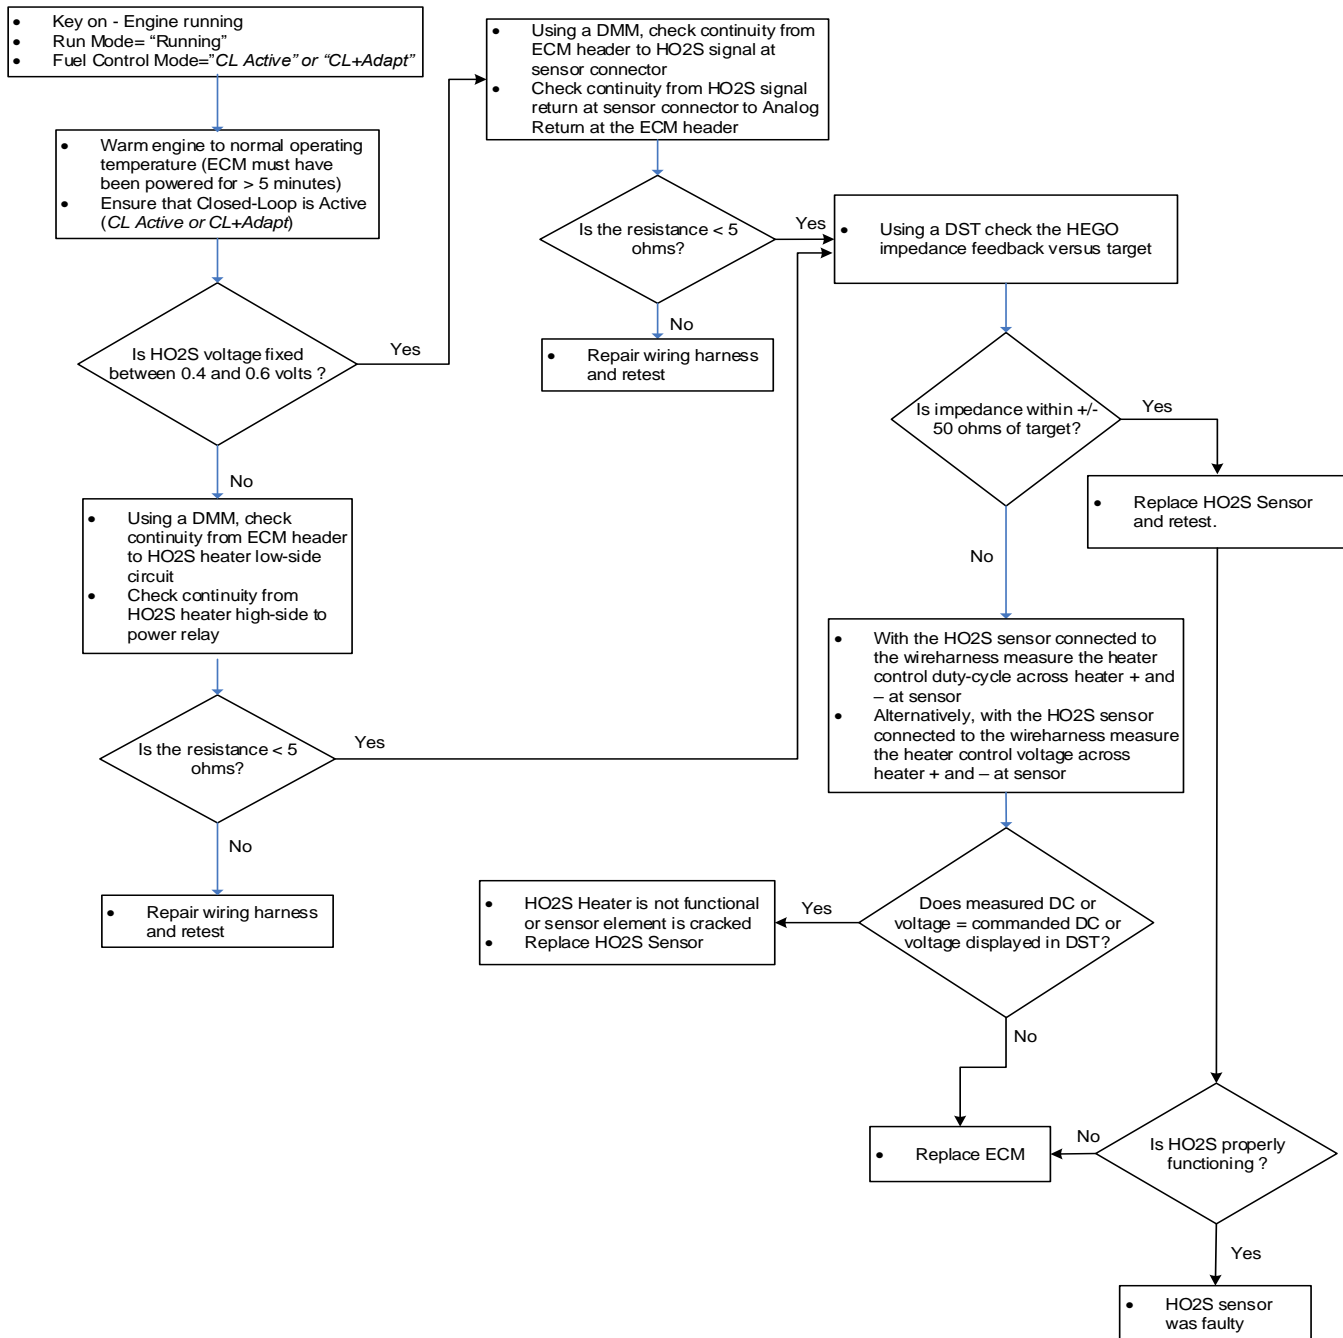 • Key on - Engine running
• Run Mode= “Running”
• Fuel Control Mode=”CL Active” or “CL+Adapt”
• Warm engine to normal operating
temperature (ECM must have
been powered for > 5 minutes)
• Ensure that Closed-Loop is Active
(CL Active or CL+Adapt)
Is HO2S voltage fixed
between 0.4 and 0.6 volts ?
Yes
No
• Using a DMM, check
continuity from ECM header
to HO2S heater low-side
circuit
• Check continuity from
HO2S heater high-side to
power relay
Is the resistance < 5
ohms?
Yes
No
• Repair wiring harness
and retest
• Using a DMM, check continuity from
ECM header to HO2S signal at
sensor connector
• Check continuity from HO2S signal
return at sensor connector to Analog
Return at the ECM header
Is the resistance < 5
ohms?
Yes
No
• Repair wiring harness
and retest
• Using a DST check the HEGO
impedance feedback versus target
Is impedance within +/-
50 ohms of target?
Yes
No
• Replace HO2S Sensor
and retest.
• With the HO2S sensor connected to
the wireharness measure the heater
control duty-cycle across heater + and
– at sensor
• Alternatively, with the HO2S sensor
connected to the wireharness measure
the heater control voltage across
heater + and – at sensor
Does measured DC or
voltage = commanded DC or
voltage displayed in DST?
Yes
No
• HO2S Heater is not functional
or sensor element is cracked
• Replace HO2S Sensor
• Replace ECM
No
Is HO2S properly
functioning ?
Yes
• HO2S sensor
was faulty